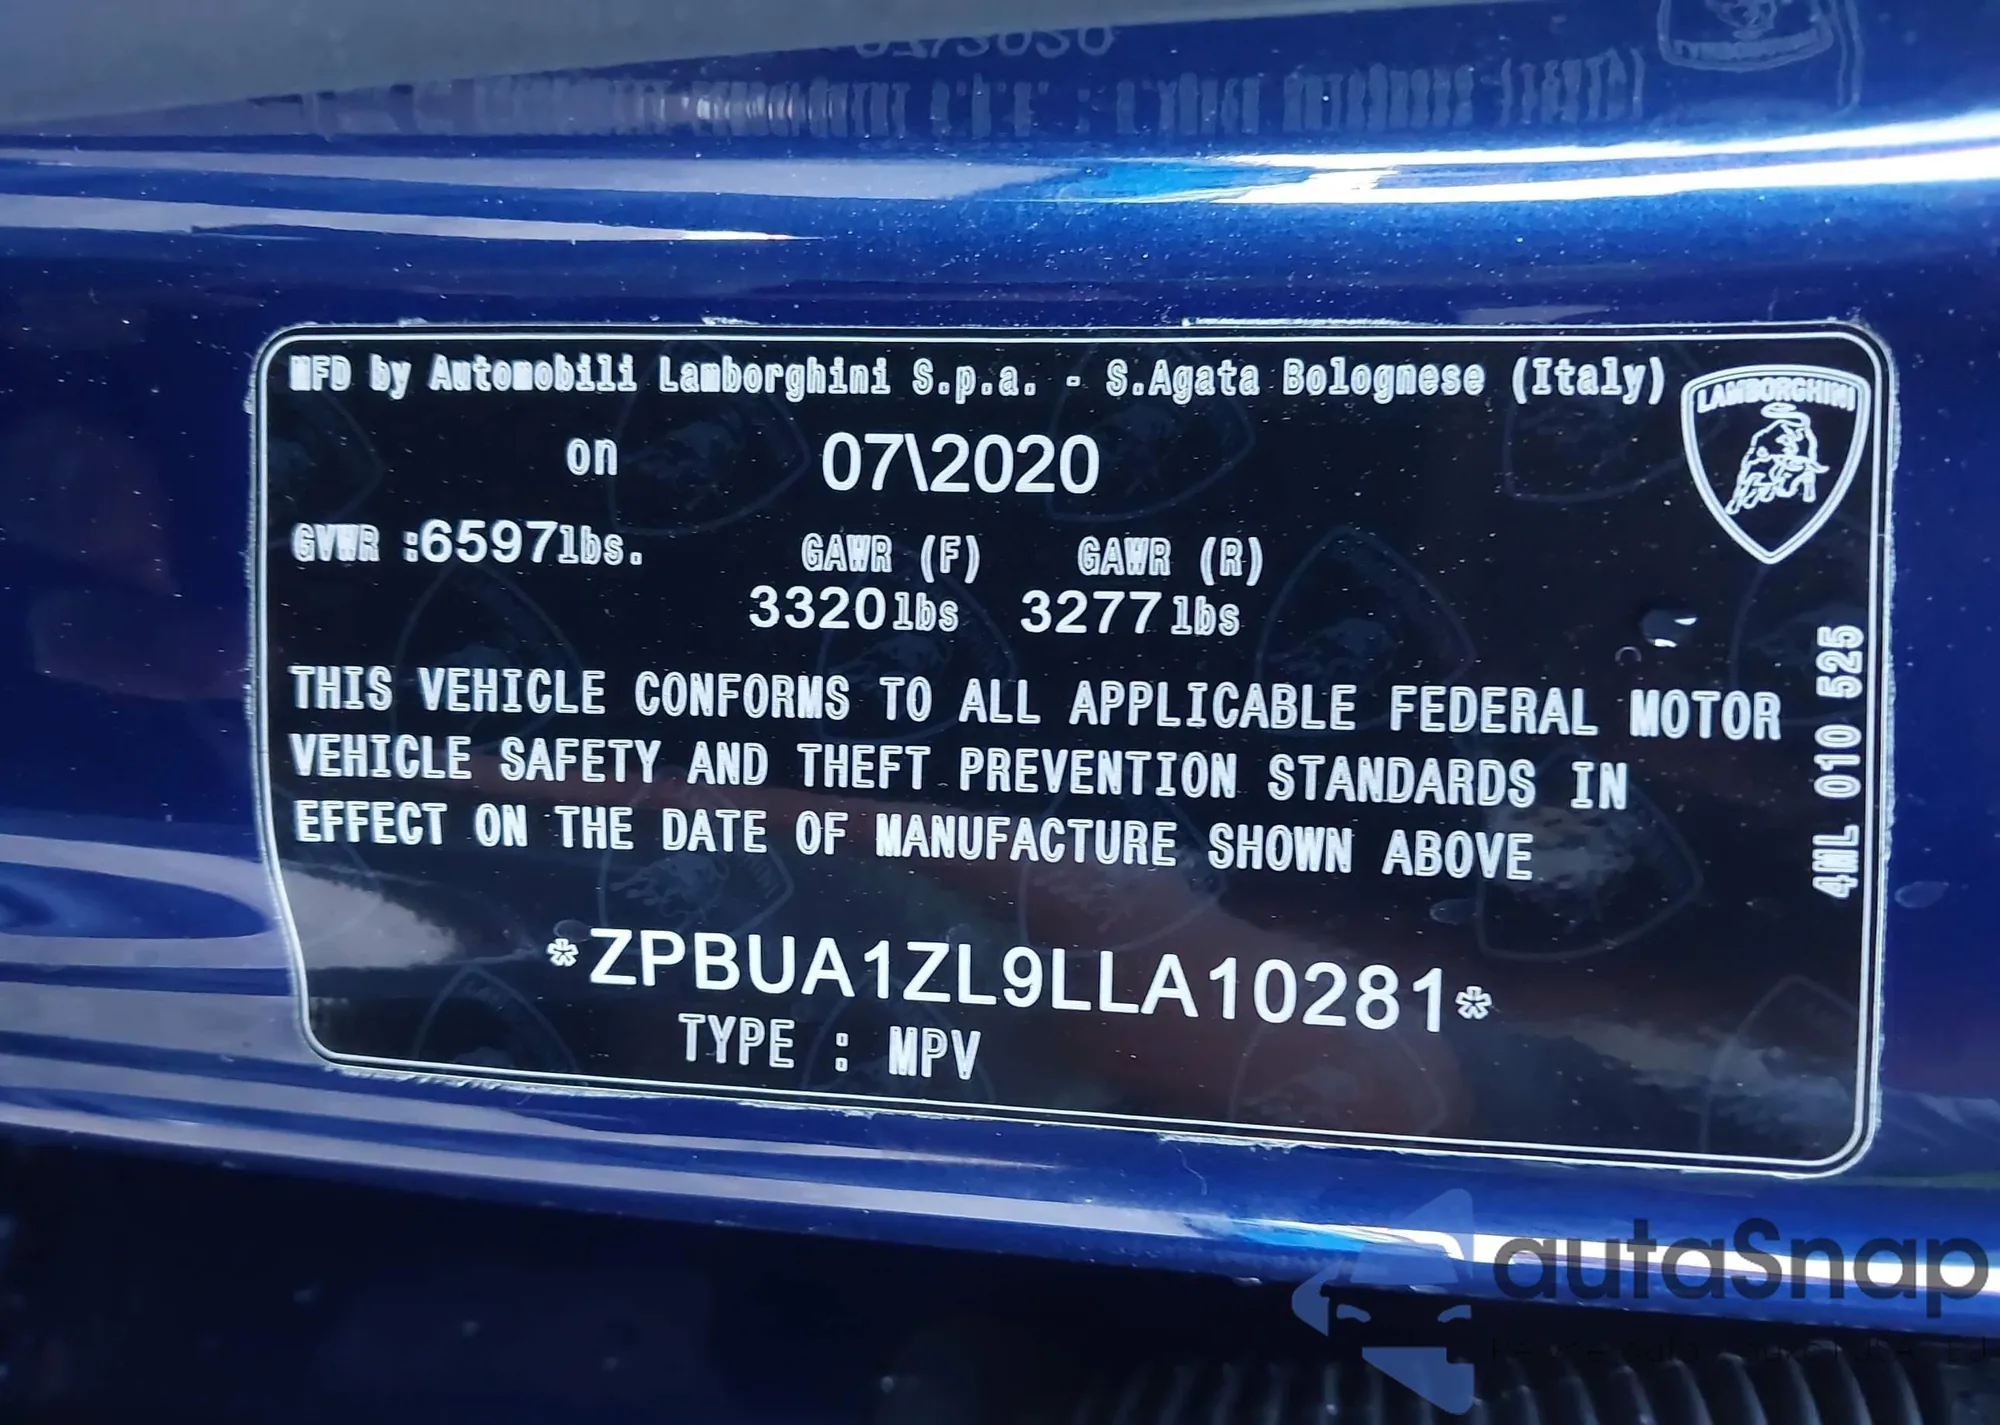 MFD by Automobili Lamborghini S.p.a. - S.Agata Bolognese (Italy)
LAMBORGHINI
on 07\2020
GVWR :6597lbs. GAWR (F) GAWR (R)
3320lbs 3277lbs
THIS VEHICLE CONFORMS TO ALL APPLICABLE FEDERAL MOTOR
VEHICLE SAFETY AND THEFT PREVENTION STANDARDS IN
EFFECT ON THE DATE OF MANUFACTURE SHOWN ABOVE
4ML 010 525
*ZPBUA1ZL9LLA10281*
TYPE : MPV
autaSnap